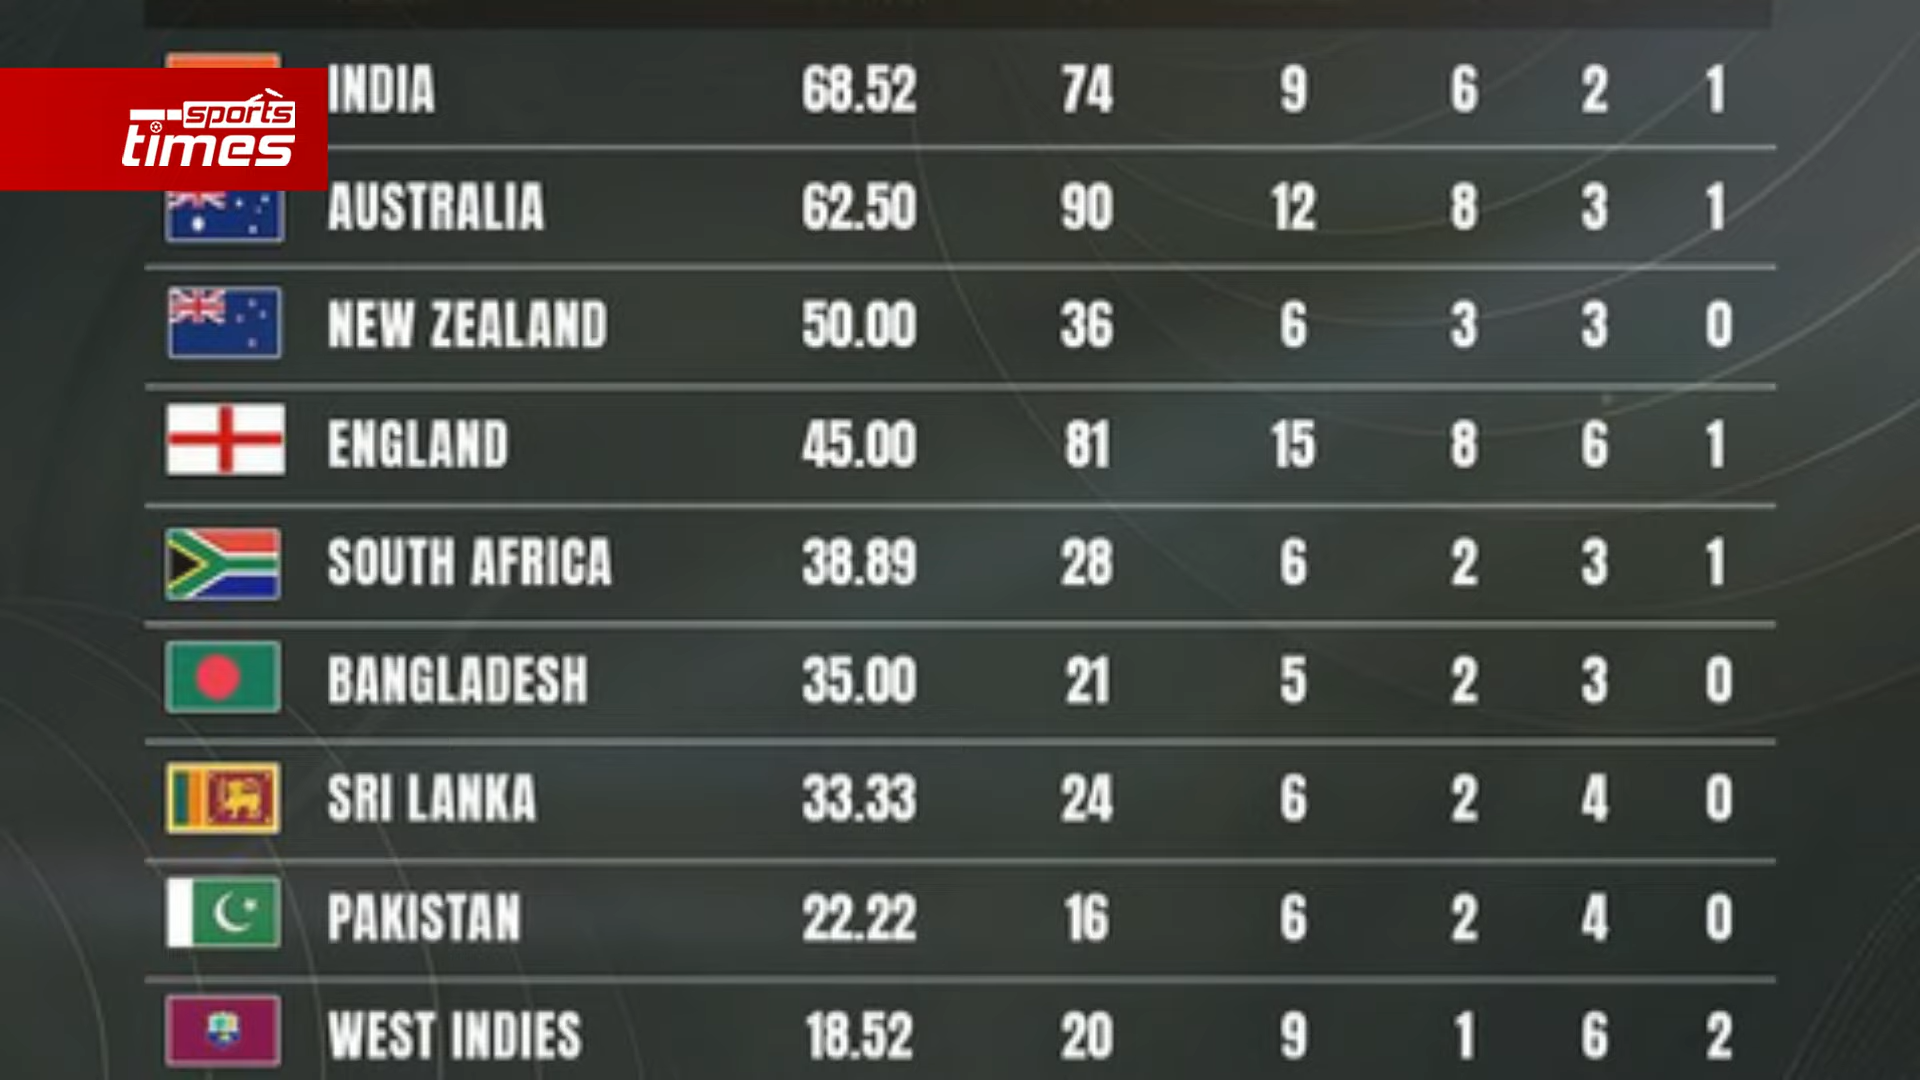 INDIA 68.52 74 9 6 2 1
sports
times
AUSTRALIA 62.50 90 12 8 3 1
NEW ZEALAND 50.00 36 6 3 3 0
ENGLAND 45.00 81 15 8 6 1
SOUTH AFRICA 38.89 28 6 2 3 1
BANGLADESH 35.00 21 5 2 3 0
SRI LANKA 33.33 24 6 2 4 0
PAKISTAN 22.22 16 6 2 4 0
WEST INDIES 18.52 20 9 1 6 2